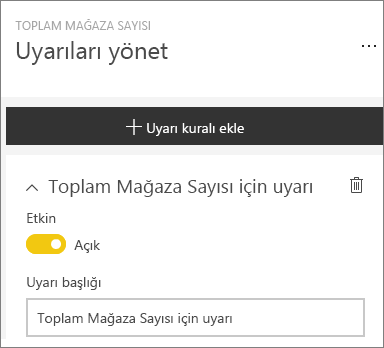 TOPLAM MAĞAZA SAYISI
Uyarıları yönet
Uyarı kuralı ekle
Toplam Mağaza Sayısı için uyarı
Etkin
Açık
Uyarı başlığı
Toplam Mağaza Sayısı için uyarı